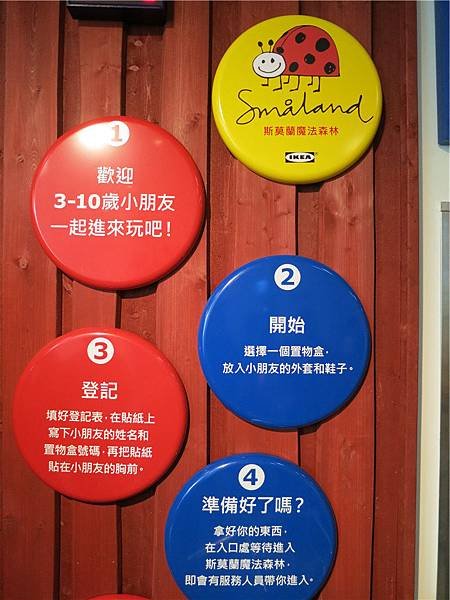 Småland
斯莫蘭魔法森林
IKEA
1
歡迎
3-10歲小朋友
一起進來玩吧！
2
開始
選擇一個置物盒，
放入小朋友的外套和鞋子。
3
登記
填好登記表，在貼紙上
寫下小朋友的姓名和
置物盒號碼，再把貼紙
貼在小朋友的胸前。
4
準備好了嗎？
拿好你的東西，
在入口處等待進入
斯莫蘭魔法森林，
即會有服務人員帶你進入。